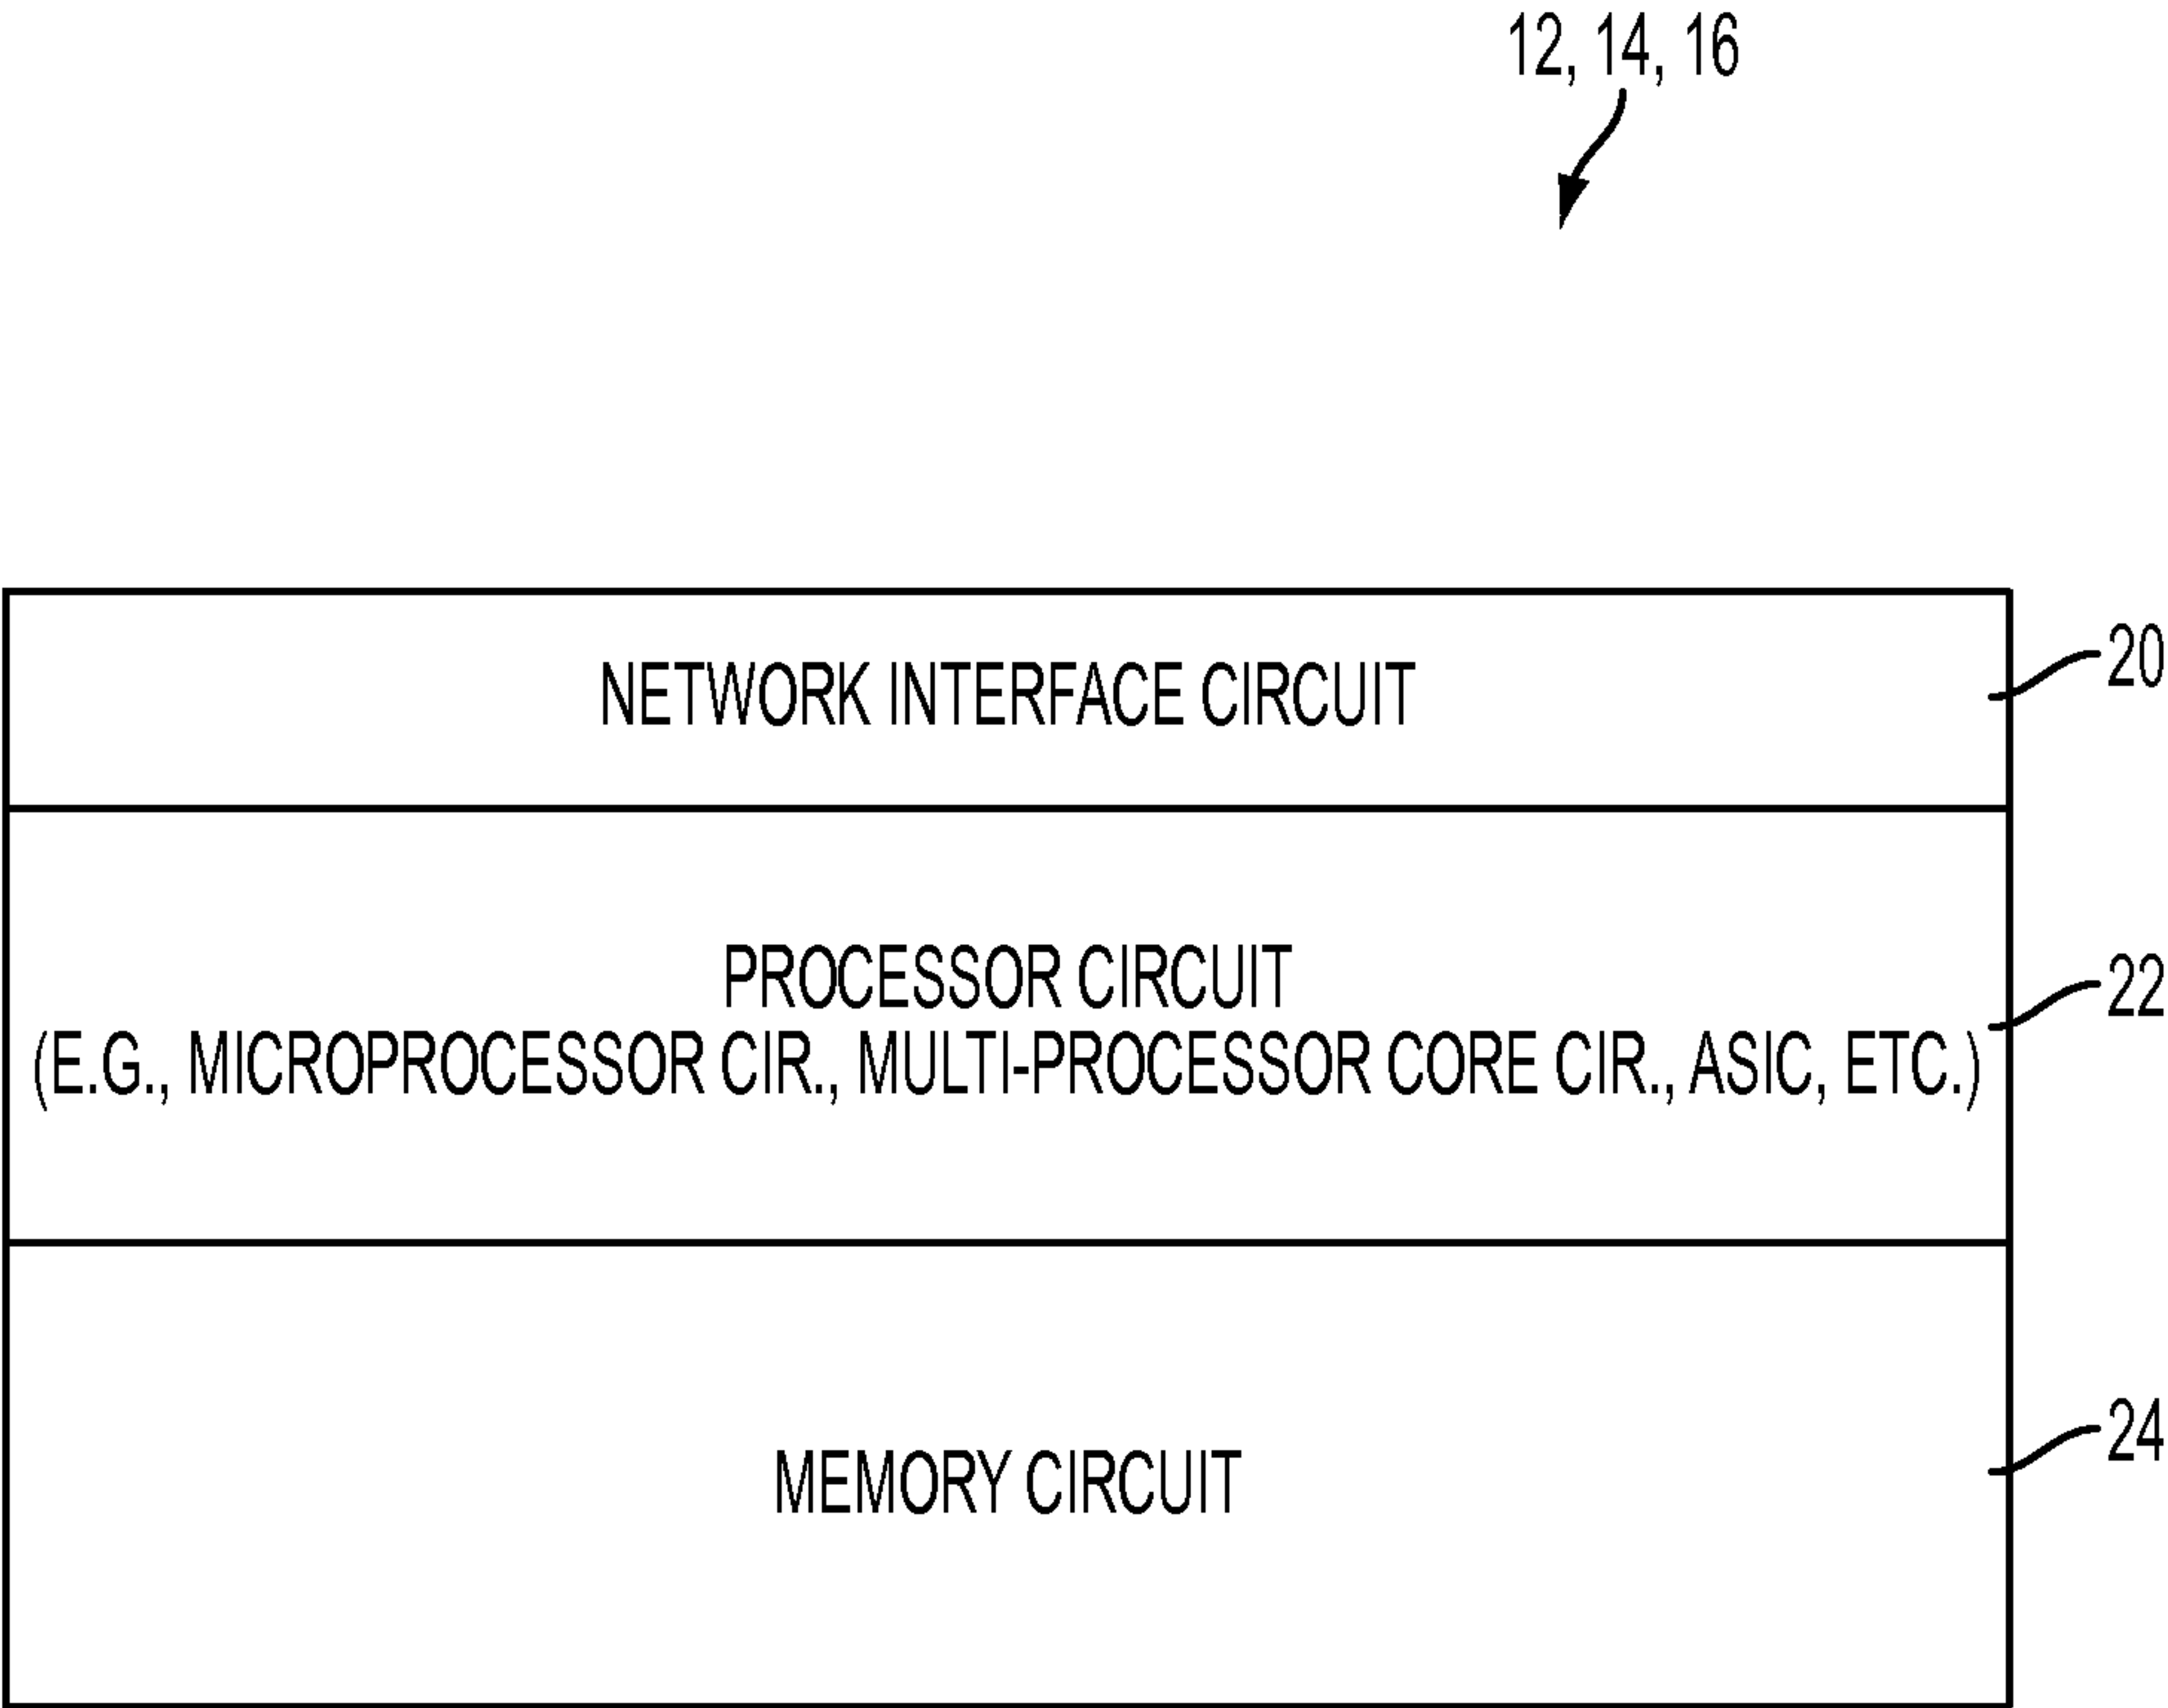 12, 14, 16
NETWORK INTERFACE CIRCUIT
20
PROCESSOR CIRCUIT
(E.G., MICROPROCESSOR CIR., MULTI-PROCESSOR CORE CIR., ASIC, ETC.)
22
MEMORY CIRCUIT
24